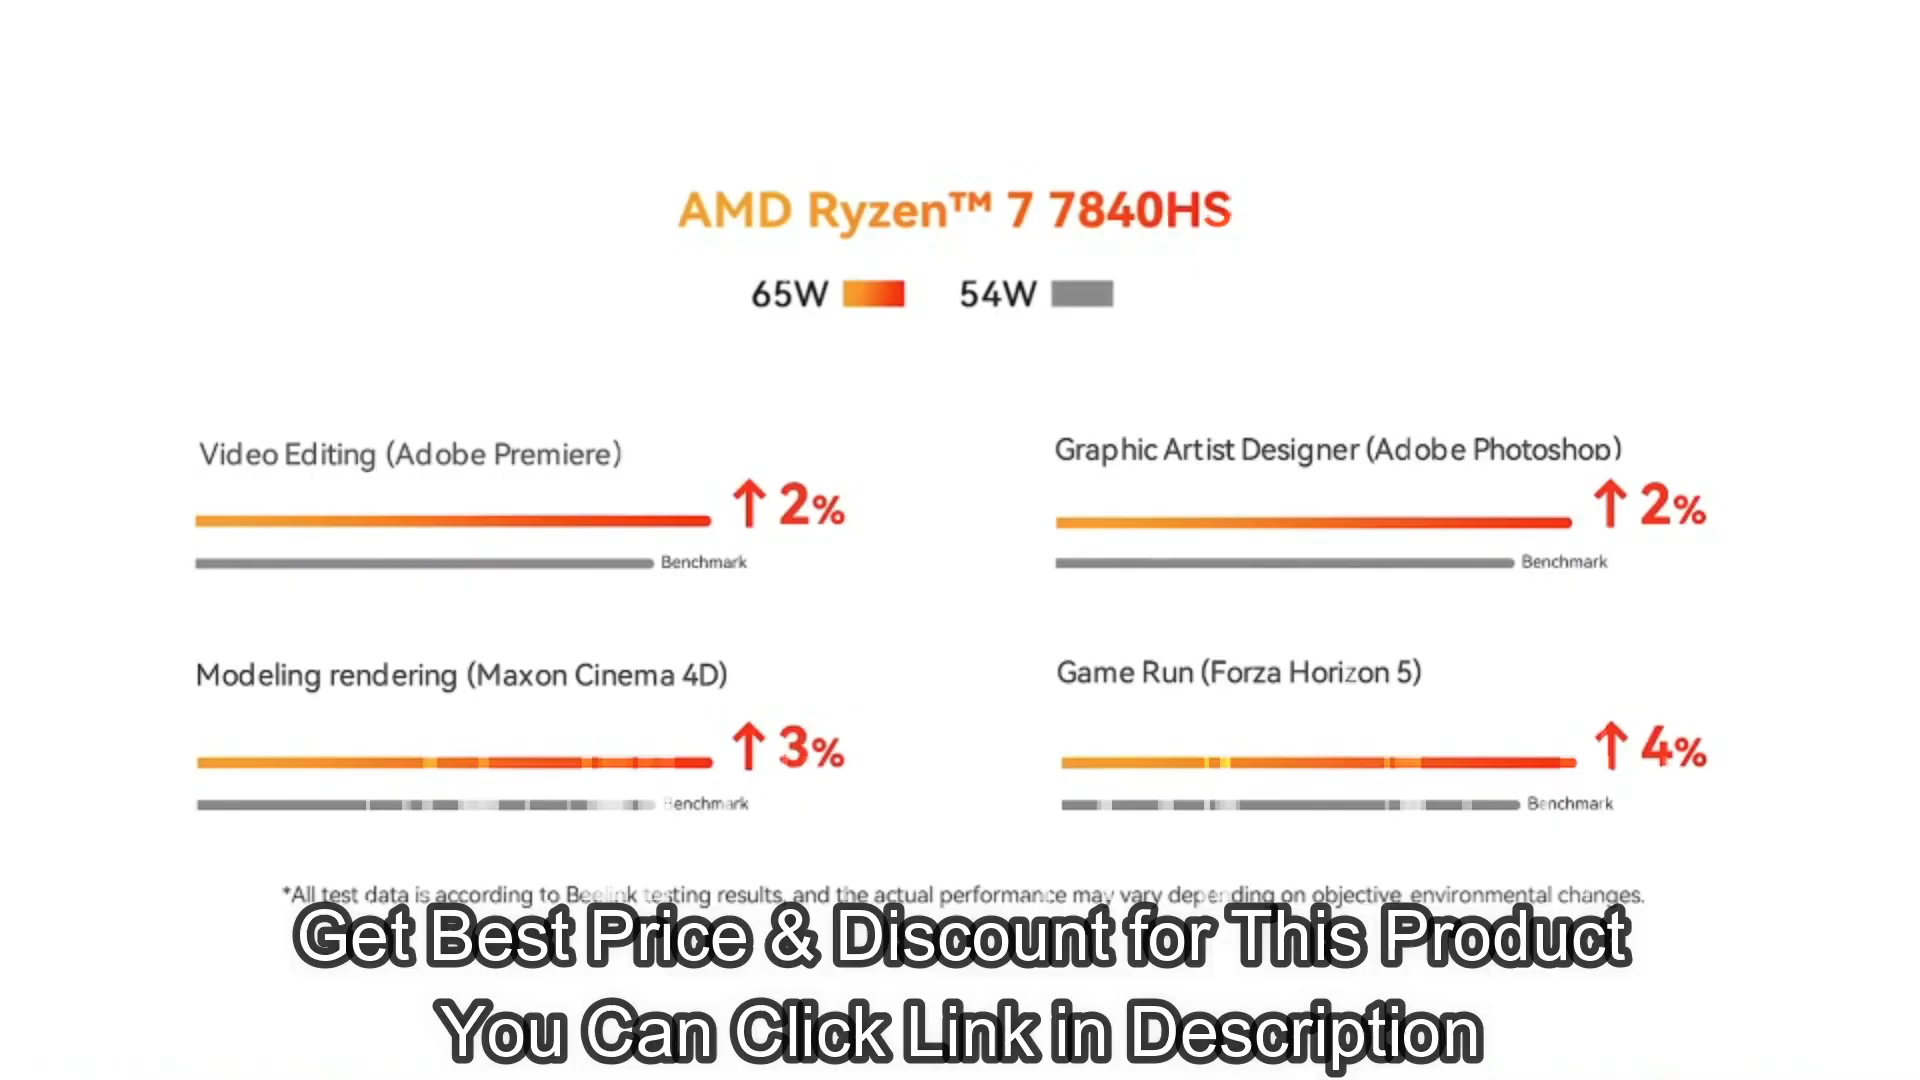 AMD Ryzen™ 7 7840HS
65W 54W
Video Editing (Adobe Premiere)
↑ 2%
Benchmark
Graphic Artist Designer (Adobe Photoshop)
↑ 2%
Benchmark
Modeling rendering (Maxon Cinema 4D)
↑ 3%
Benchmark
Game Run (Forza Horizon 5)
↑ 4%
Benchmark
*All test data is according to Beelink testing results, and the actual performance may vary depending on objective environmental changes.
Get Best Price & Discount for This Product
You Can Click Link in Description